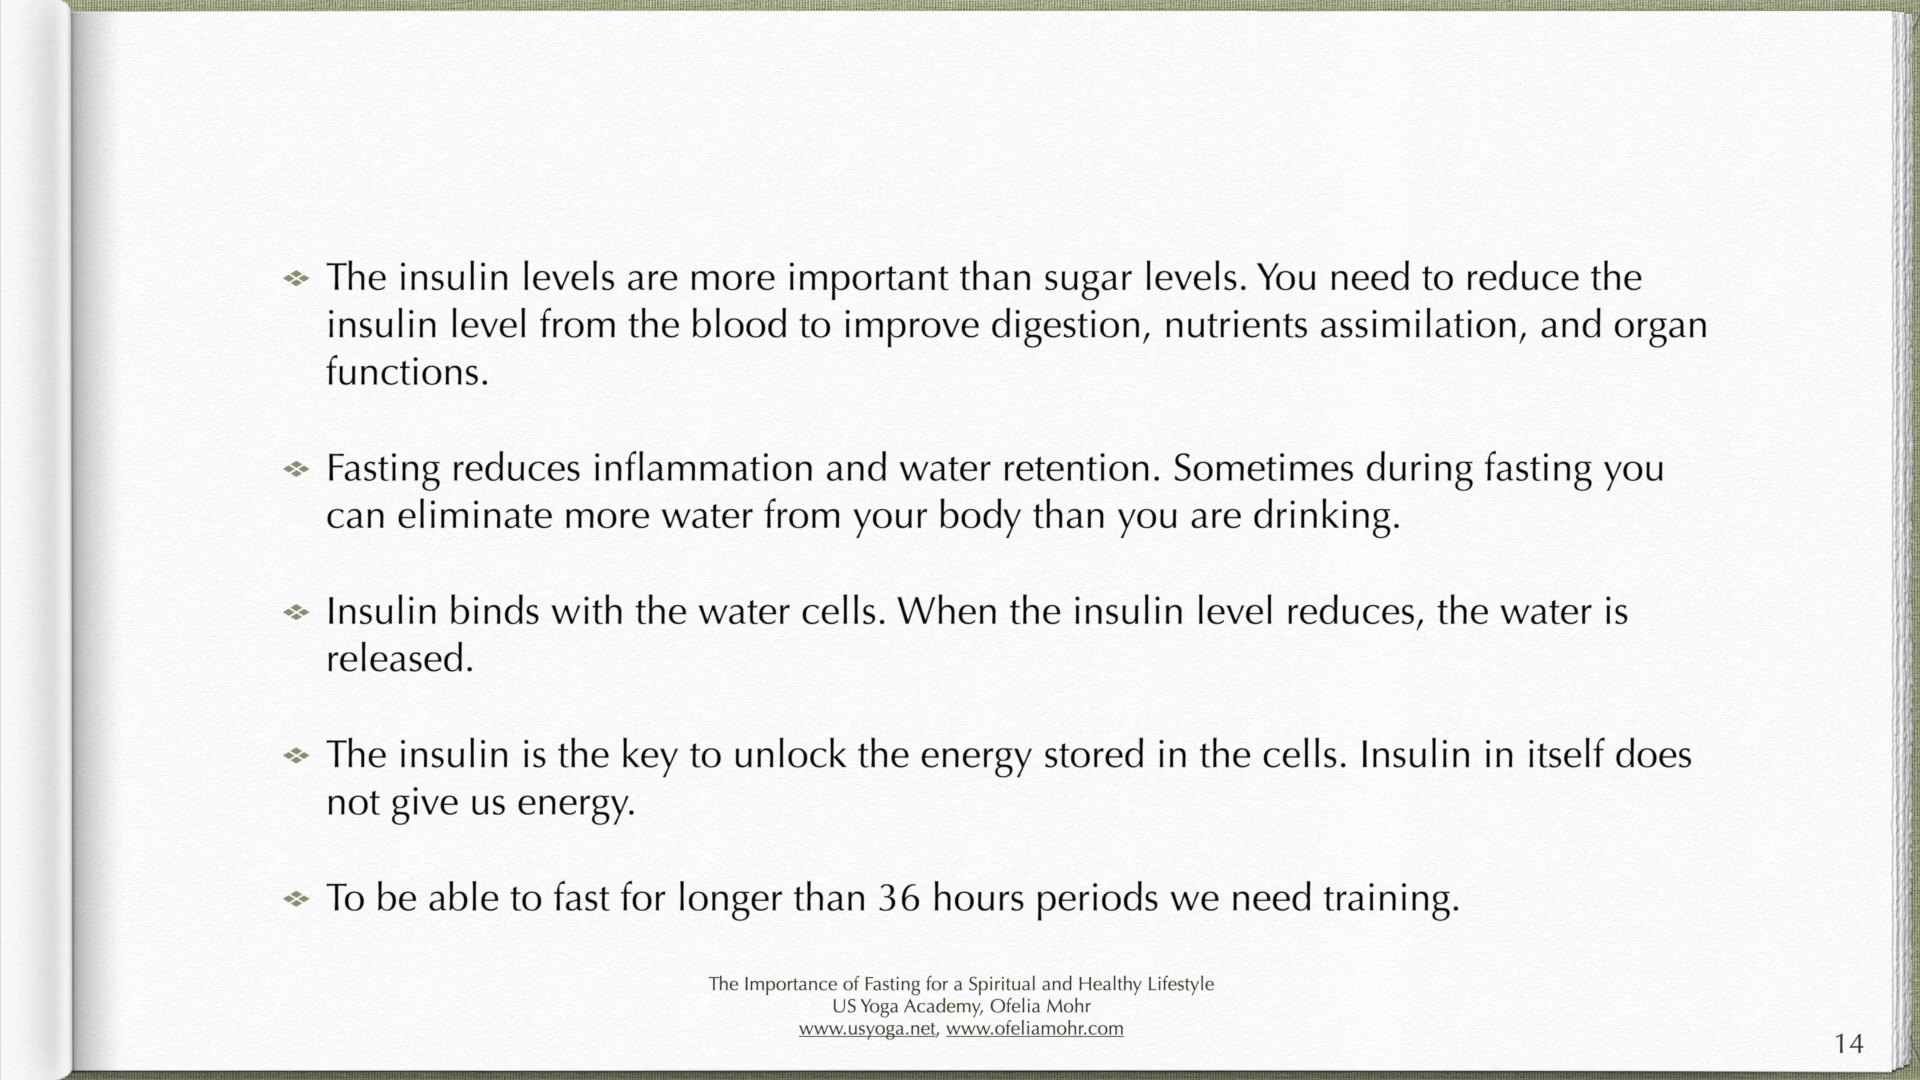 The insulin levels are more important than sugar levels. You need to reduce the
insulin level from the blood to improve digestion, nutrients assimilation, and organ
functions.
Fasting reduces inflammation and water retention. Sometimes during fasting you
can eliminate more water from your body than you are drinking.
Insulin binds with the water cells. When the insulin level reduces, the water is
released.
The insulin is the key to unlock the energy stored in the cells. Insulin in itself does
not give us energy.
To be able to fast for longer than 36 hours periods we need training.
The Importance of Fasting for a Spiritual and Healthy Lifestyle
US Yoga Academy, Ofelia Mohr
www.usyoga.net, www.ofeliamohr.com
14